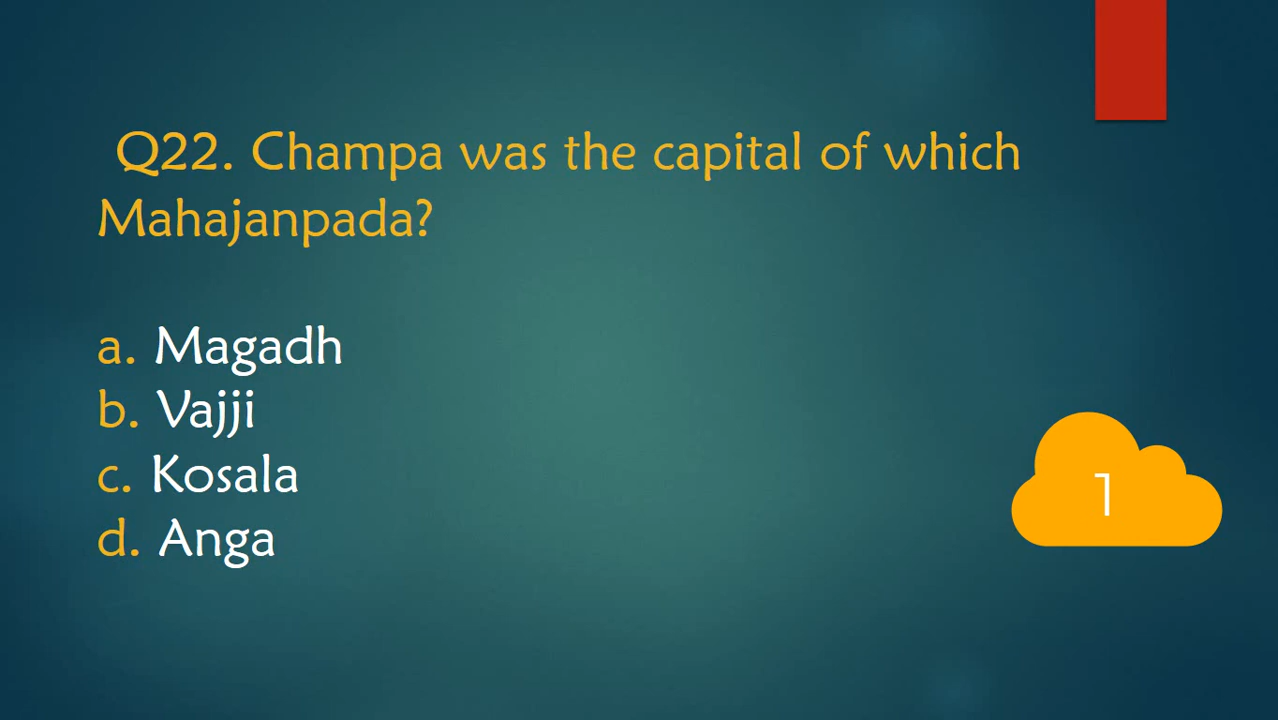 Q22. Champa was the capital of which
Mahajanpada?
a. Magadh
b. Vajji
c. Kosala
d. Anga
1